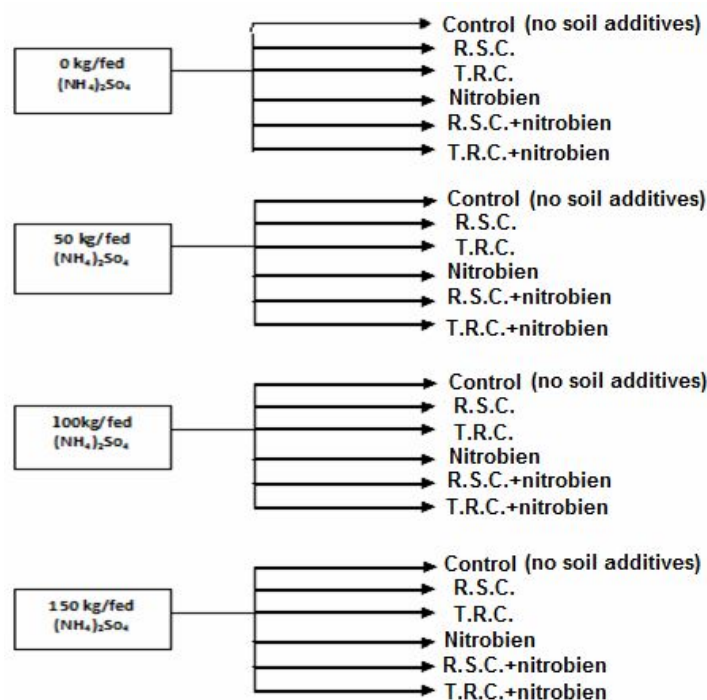 0 kg/fed
(NH₄)₂So₄
Control (no soil additives)
R.S.C.
T.R.C.
Nitrobien
R.S.C.+nitrobien
T.R.C.+nitrobien
50 kg/fed
(NH₄)₂So₄
Control (no soil additives)
R.S.C.
T.R.C.
Nitrobien
R.S.C.+nitrobien
T.R.C.+nitrobien
100kg/fed
(NH₄)₂So₄
Control (no soil additives)
R.S.C.
T.R.C.
Nitrobien
R.S.C.+nitrobien
T.R.C.+nitrobien
150 kg/fed
(NH₄)₂So₄
Control (no soil additives)
R.S.C.
T.R.C.
Nitrobien
R.S.C.+nitrobien
T.R.C.+nitrobien